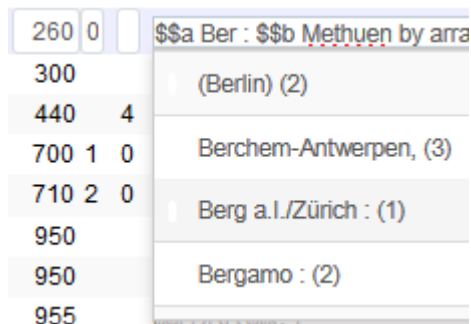 260 0 $$a Ber : $$b Methuen by arra
300
(Berlin) (2)
440 4
700 1 0
Berchem-Antwerpen, (3)
710 2 0
Berg a.I./Zürich : (1)
950
950
Bergamo : (2)
955